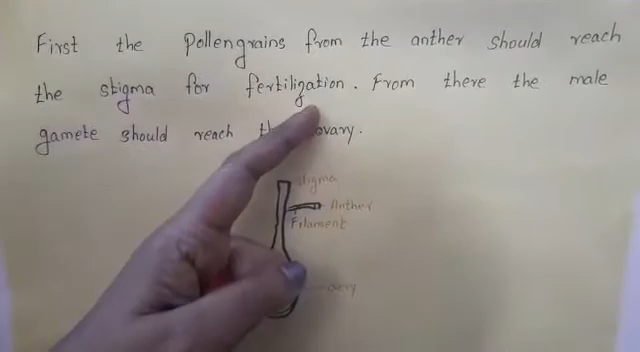 First the Pollengrains from the anther should reach
the stigma for fertilization. From there the male
gamete should reach ovary.
stigma
Anther
Filament